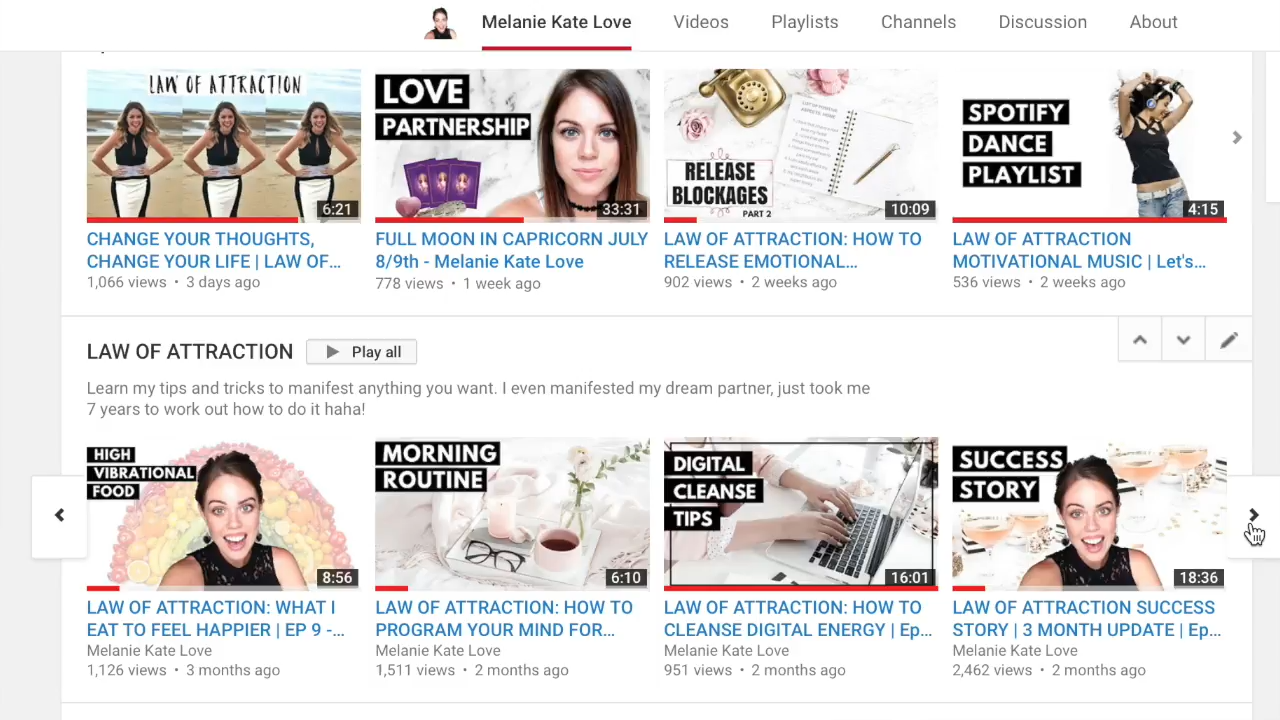 Melanie Kate Love
Videos
Playlists
Channels
Discussion
About
LAW OF ATTRACTION
6:21
LOVE
PARTNERSHIP
33:31
RELEASE
BLOCKAGES
PART 2
10:09
SPOTIFY
DANCE
PLAYLIST
4:15
CHANGE YOUR THOUGHTS,
CHANGE YOUR LIFE | LAW OF...
1,066 views • 3 days ago
FULL MOON IN CAPRICORN JULY
8/9th - Melanie Kate Love
778 views • 1 week ago
LAW OF ATTRACTION: HOW TO
RELEASE EMOTIONAL...
902 views • 2 weeks ago
LAW OF ATTRACTION
MOTIVATIONAL MUSIC | Let's...
536 views • 2 weeks ago
LAW OF ATTRACTION
Play all
Learn my tips and tricks to manifest anything you want. I even manifested my dream partner, just took me
7 years to work out how to do it haha!
HIGH
VIBRATIONAL
FOOD
8:56
MORNING
ROUTINE
6:10
DIGITAL
CLEANSE
TIPS
16:01
SUCCESS
STORY
18:36
LAW OF ATTRACTION: WHAT I
EAT TO FEEL HAPPIER | EP 9 -...
Melanie Kate Love
1,126 views • 3 months ago
LAW OF ATTRACTION: HOW TO
PROGRAM YOUR MIND FOR...
Melanie Kate Love
1,511 views • 2 months ago
LAW OF ATTRACTION: HOW TO
CLEANSE DIGITAL ENERGY | Ep...
Melanie Kate Love
951 views • 2 months ago
LAW OF ATTRACTION SUCCESS
STORY | 3 MONTH UPDATE | Ep...
Melanie Kate Love
2,462 views • 2 months ago